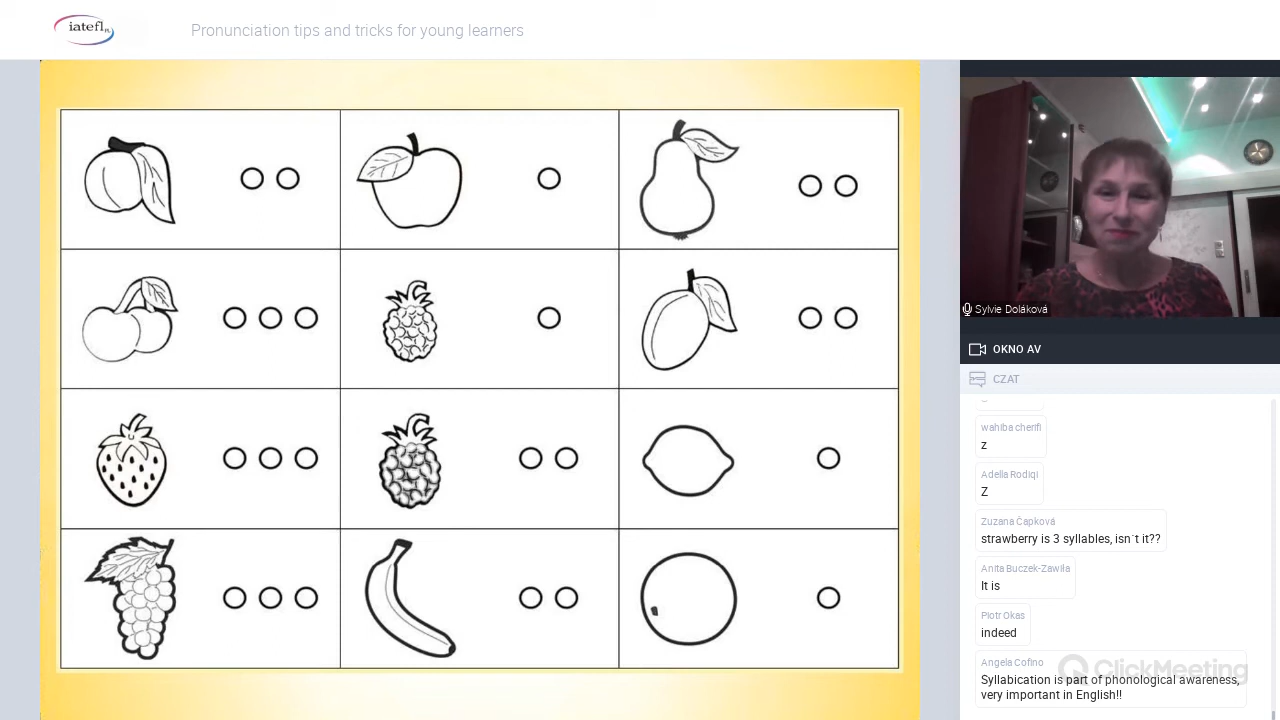 iatefl
Pronunciation tips and tricks for young learners
Sylvie Doláková
OKNO AV
CZAT
wahiba cherifi
z
Adelia Rodiqi
Z
Zuzana Čapková
strawberry is 3 syllables, isn´t it??
Anita Buczek-Zawiła
It is
Piotr Okas
indeed
Angela Cofino
Syllabication is part of phonological awareness,
very important in English!!
ClickMeeting